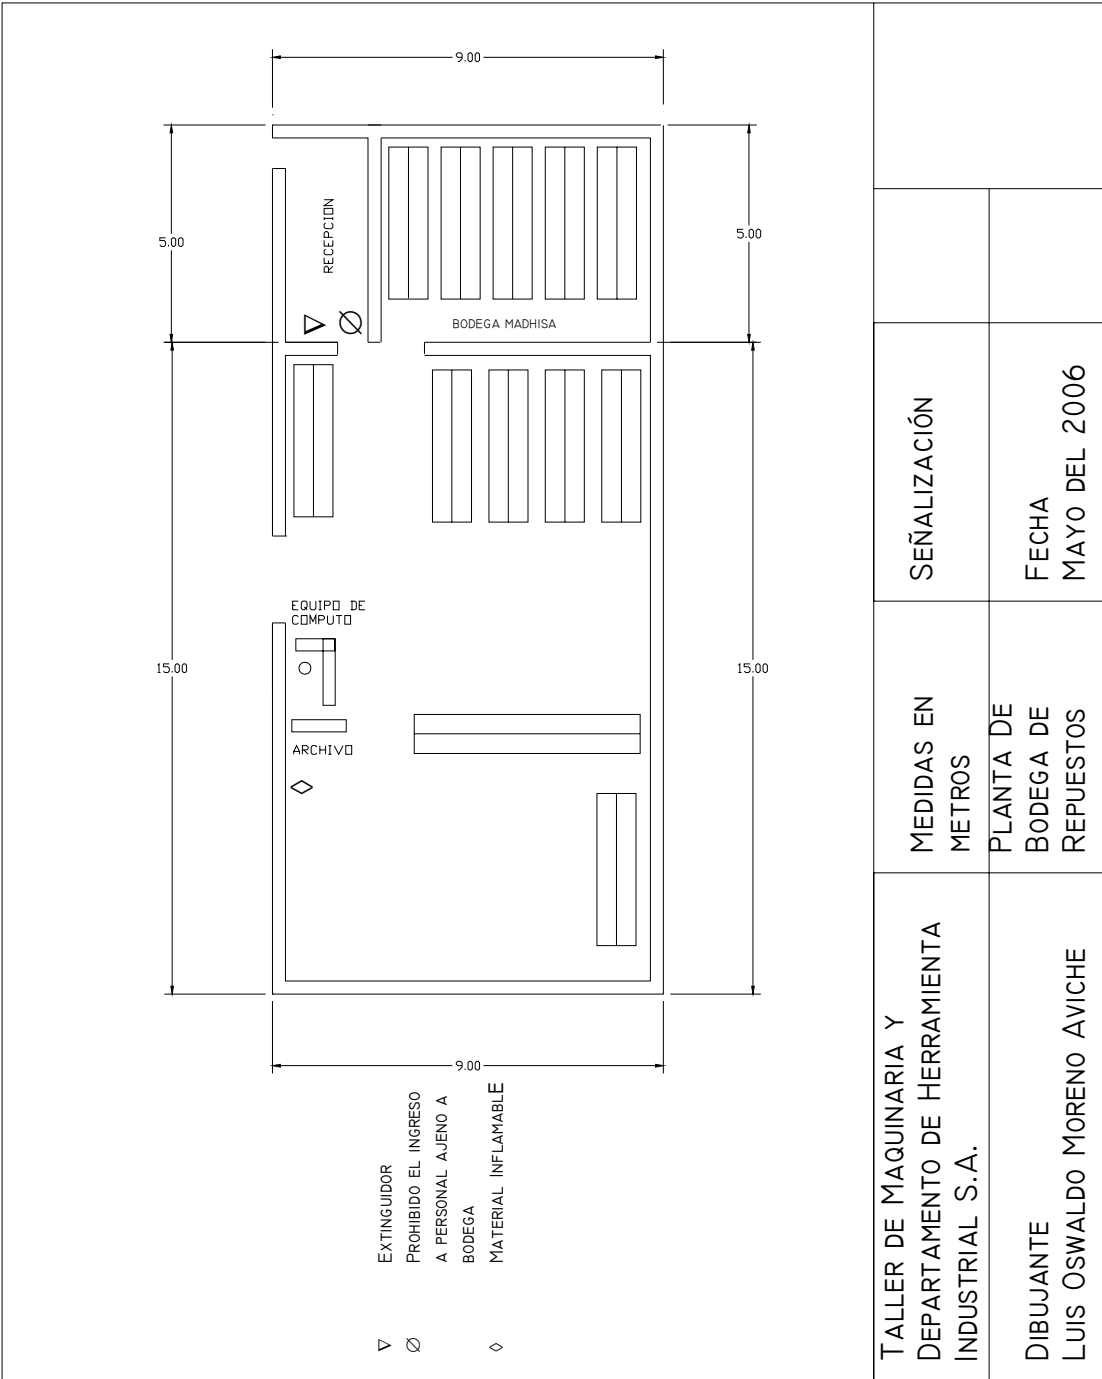 9.00
5.00
5.00
RECEPCION
BODEGA MADHISA
EQUIPO DE
COMPUTO
15.00
15.00
ARCHIVO
9.00
EXTINGUIDOR
PROHIBIDO EL INGRESO
A PERSONAL AJENO A
BODEGA
MATERIAL INFLAMABLE
TALLER DE MAQUINARIA Y
DEPARTAMENTO DE HERRAMIENTA
INDUSTRIAL S.A.
MEDIDAS EN
METROS
SEÑALIZACIÓN
DIBUJANTE
LUIS OSWALDO MORENO AVICHE
PLANTA DE
BODEGA DE
REPUESTOS
FECHA
MAYO DEL 2006